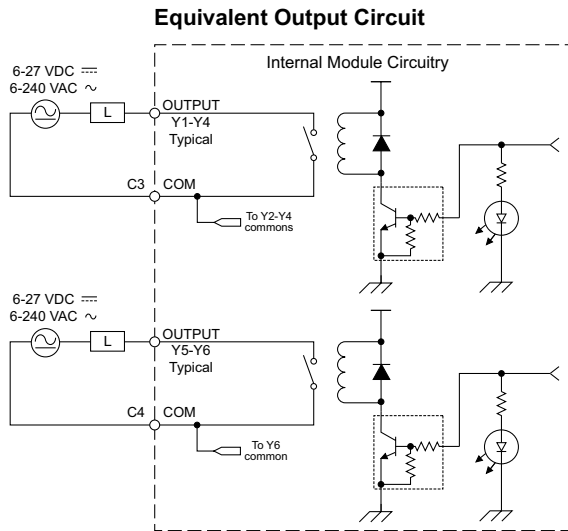 Equivalent Output Circuit
Internal Module Circuitry
6-27 VDC ⎓
6-240 VAC ∿
L
OUTPUT
Y1-Y4
Typical
C3
COM
To Y2-Y4
commons
6-27 VDC ⎓
6-240 VAC ∿
L
OUTPUT
Y5-Y6
Typical
C4
COM
To Y6
common